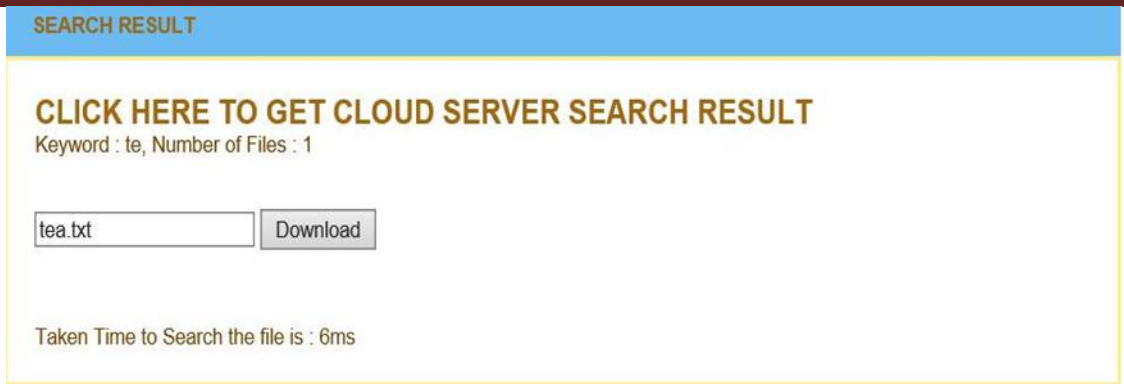 SEARCH RESULT
CLICK HERE TO GET CLOUD SERVER SEARCH RESULT
Keyword : te, Number of Files : 1
tea.txt Download
Taken Time to Search the file is : 6ms